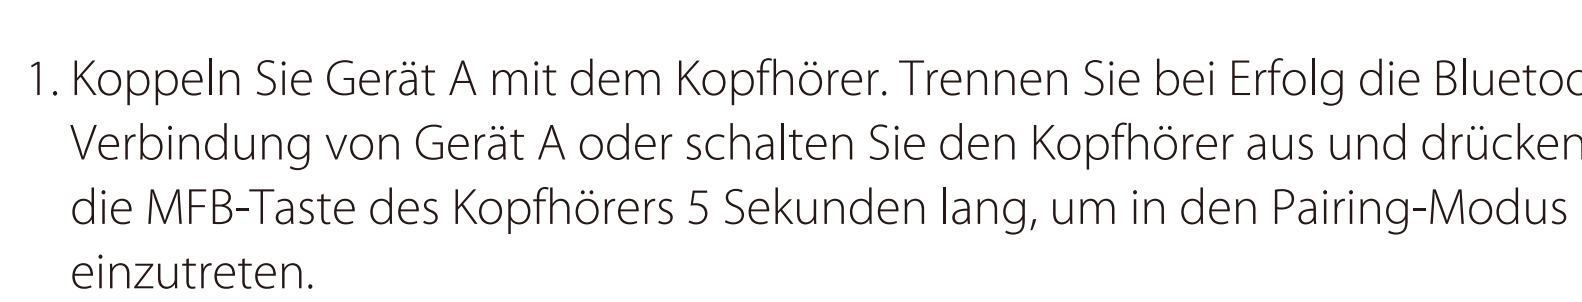 1. Koppeln Sie Gerät A mit dem Kopfhörer. Trennen Sie bei Erfolg die
Verbindung von Gerät A oder schalten Sie den Kopfhörer aus und drücken
die MFB-Taste des Kopfhörers 5 Sekunden lang, um in den Pairing-Modus
einzutreten.